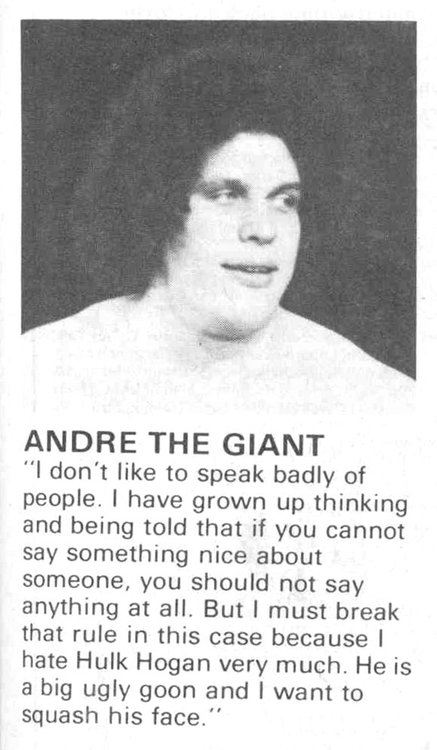 ANDRE THE GIANT
"I don't like to speak badly of
people. I have grown up thinking
and being told that if you cannot
say something nice about
someone, you should not say
anything at all. But I must break
that rule in this case because I
hate Hulk Hogan very much. He is
a big ugly goon and I want to
squash his face."